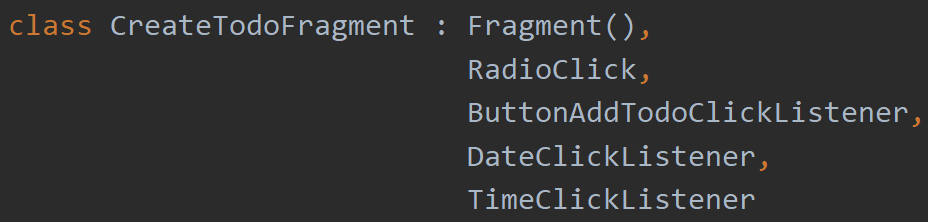 class CreateTodoFragment : Fragment(),
RadioClick,
ButtonAddTodoClickListener,
DateClickListener,
TimeClickListener